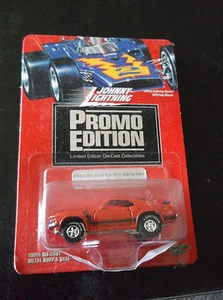 JOHNNY
LIGHTNING
PROMO
EDITION
Limited Edition Die-Cast Collectibles
100% DIE-CAST
METAL BODY & BASE